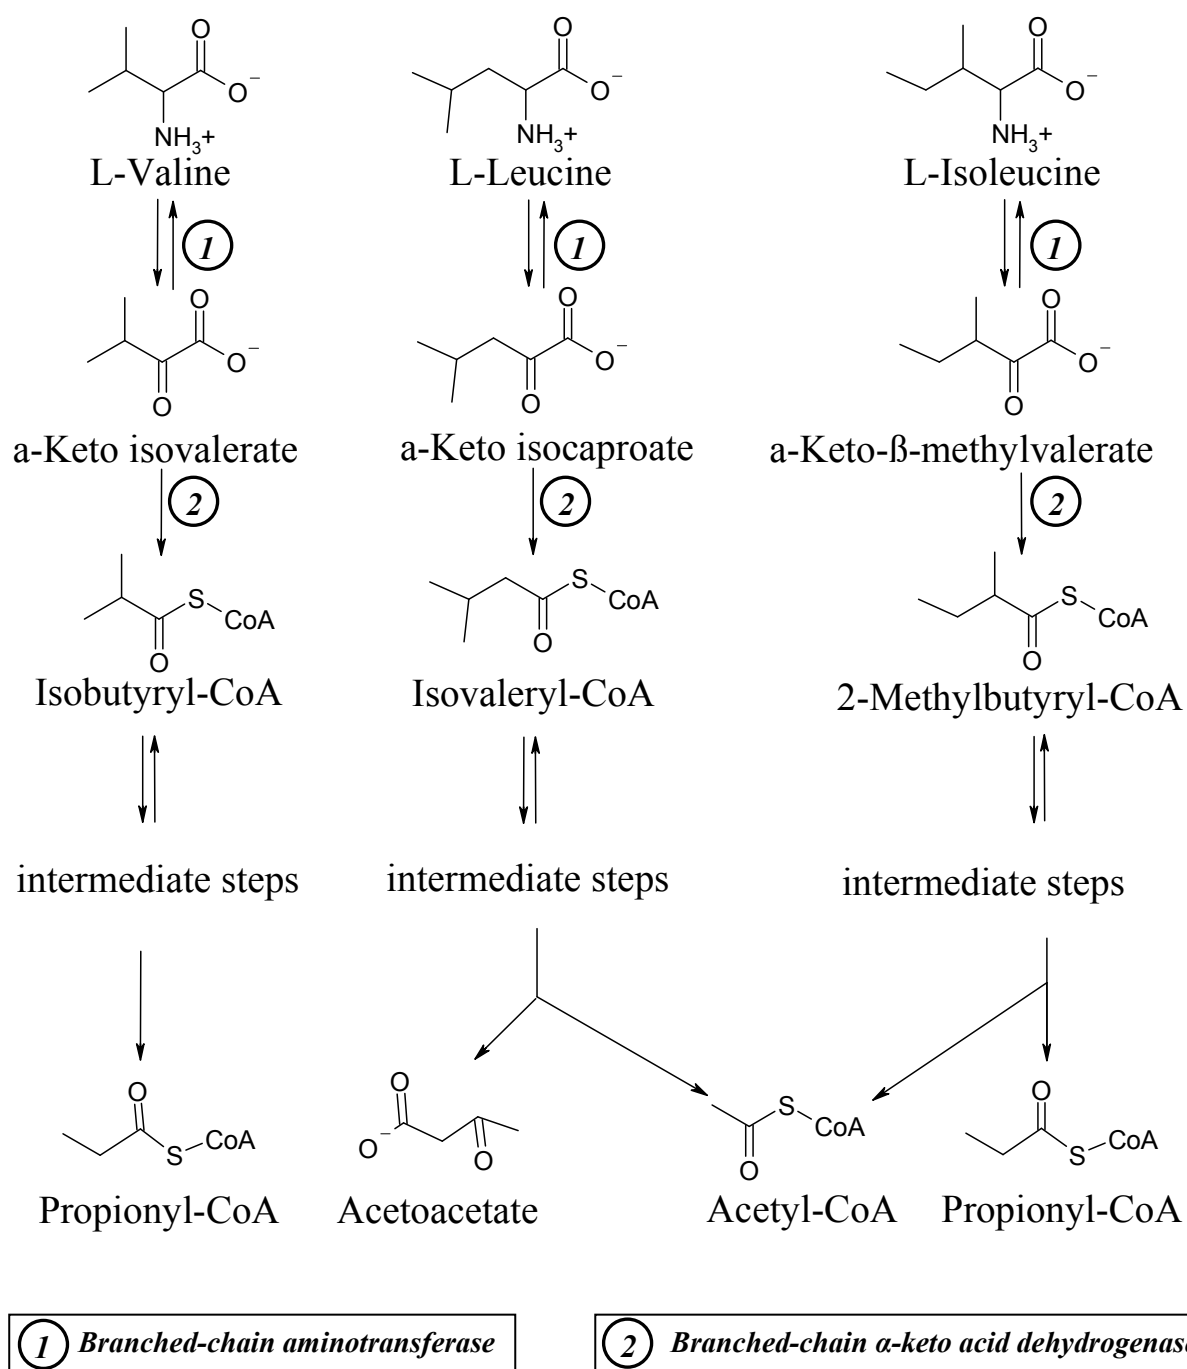 O
O⁻
NH₃+
L-Valine
O
O⁻
NH₃+
L-Leucine
O
O⁻
NH₃+
L-Isoleucine
1
1
1
O
O⁻
O
a-Keto isovalerate
O
O⁻
O
a-Keto isocaproate
O
O⁻
O
a-Keto-ß-methylvalerate
2
2
2
S
CoA
O
Isobutyryl-CoA
S
CoA
O
Isovaleryl-CoA
S
CoA
O
2-Methylbutyryl-CoA
intermediate steps
intermediate steps
intermediate steps
O
S
CoA
Propionyl-CoA
O
O⁻
O
Acetoacetate
S
CoA
O
Acetyl-CoA
O
S
CoA
Propionyl-CoA
1 Branched-chain aminotransferase
2 Branched-chain α-keto acid dehydrogenase